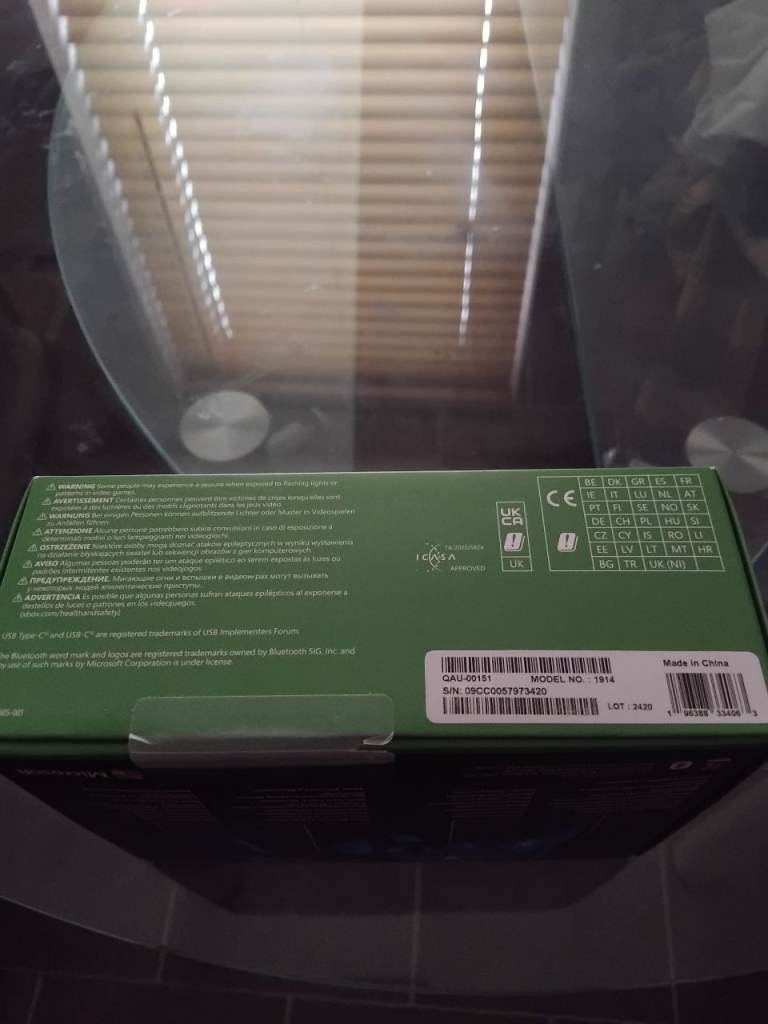 WARNING Some people may experience a seizure when exposed to flashing lights or
patterns in video games.
AVERTISSEMENT Certaines personnes peuvent être victimes de crises lorsqu'elles sont
exposées à des lumières ou des motifs clignotants dans les jeux vidéo.
WARNUNG Bei einigen Personen können aufblitzende Lichter oder Muster in Videospielen
zu Anfällen führen.
ATTENZIONE Alcune persone potrebbero subire convulsioni in caso di esposizione a
determinati motivi o luci lampeggianti nei videogiochi.
OSTRZEŻENIE Niektóre osoby mogą doznać ataków epileptycznych w wyniku wystawienia
na działanie błyskających świateł lub sekwencji obrazów z gier komputerowych.
AVISO Algumas pessoas poderão ter um ataque epilético ao serem expostas às luzes ou
padrões intermitentes existentes nos videojogos.
ПРЕДУПРЕЖДЕНИЕ. Мигающие огни и вспышки в видеоиграх могут вызывать
у некоторых людей эпилептические приступы.
ADVERTENCIA Es posible que algunas personas sufran ataques epilépticos al exponerse a
destellos de luces o patrones en los videojuegos.
(xbox.com/healthandsafety)
USB Type-C® and USB-C® are registered trademarks of USB Implementers Forum.
The Bluetooth word mark and logos are registered trademarks owned by Bluetooth SIG, Inc. and
any use of such marks by Microsoft Corporation is under license.
ICASA
APPROVED
UK
CA
UK
CE
BE DK GR ES FR
IE IT LU NL AT
PT FI SE NO SK
DE CH PL HU SI
CZ CY IS RO LI
EE LV LT MT HR
BG TR UK (NI)
QAU-00151 MODEL NO. : 1914
S/N: 09CC0057973420
LOT : 2420
Made in China
1 96388 33406 3
Microsoft